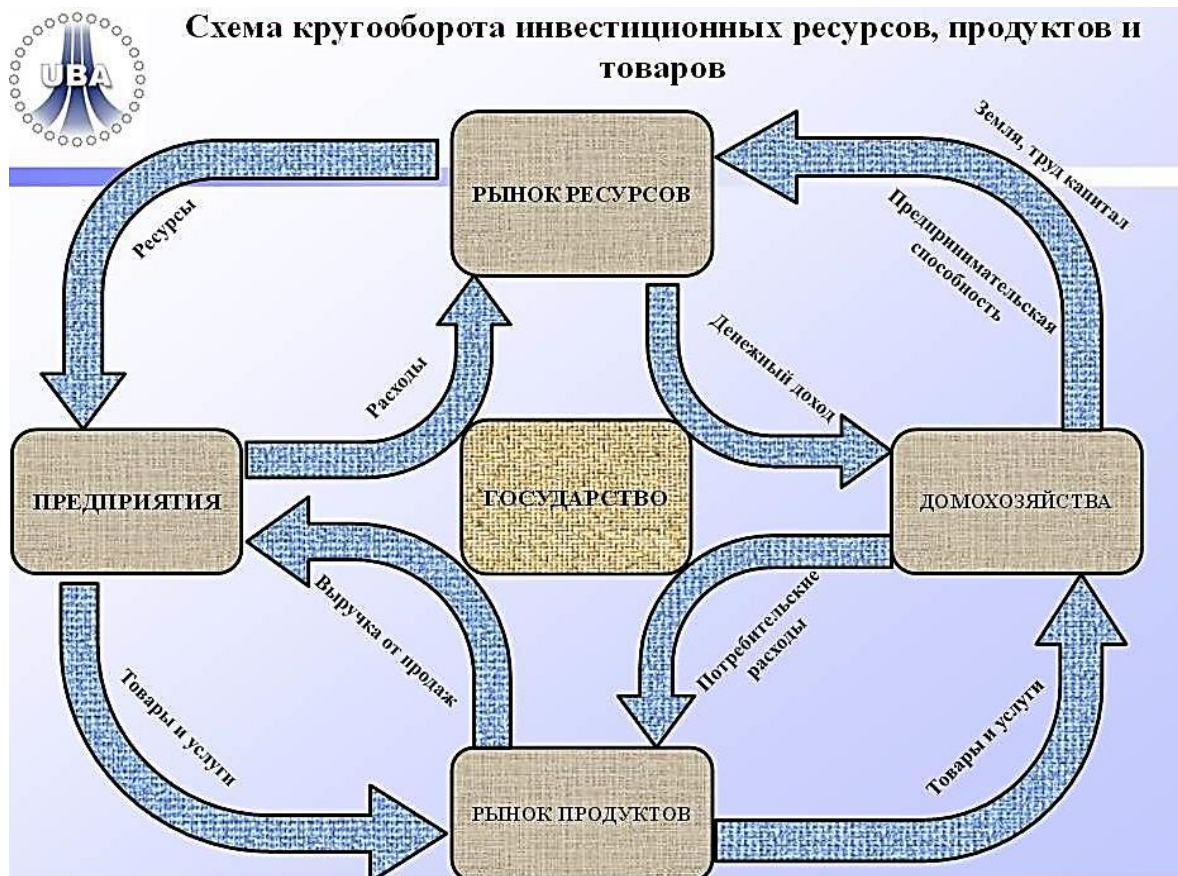 UBA
Схема кругооборота инвестиционных ресурсов, продуктов и
товаров
РЫНОК РЕСУРСОВ
Земля, труд капитал
Предпринимательская
способность
Ресурсы
Расходы
Денежный доход
ПРЕДПРИЯТИЯ
ГОСУДАРСТВО
ДОМОХОЗЯЙСТВА
Выручка от продаж
Потребительские
расходы
Товары и услуги
Товары и услуги
РЫНОК ПРОДУКТОВ